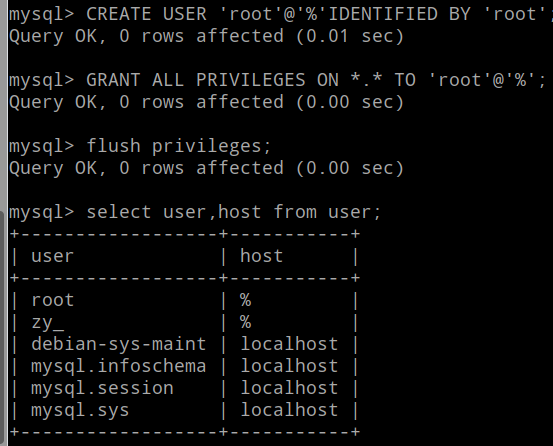 mysql> CREATE USER 'root'@'%'IDENTIFIED BY 'root';
Query OK, 0 rows affected (0.01 sec)
mysql> GRANT ALL PRIVILEGES ON *.* TO 'root'@'%';
Query OK, 0 rows affected (0.00 sec)
mysql> flush privileges;
Query OK, 0 rows affected (0.00 sec)
mysql> select user,host from user;
+------------------+-----------+
| user             | host      |
+------------------+-----------+
| root             | %         |
| zy_              | %         |
| debian-sys-maint | localhost |
| mysql.infoschema | localhost |
| mysql.session    | localhost |
| mysql.sys        | localhost |
+------------------+-----------+